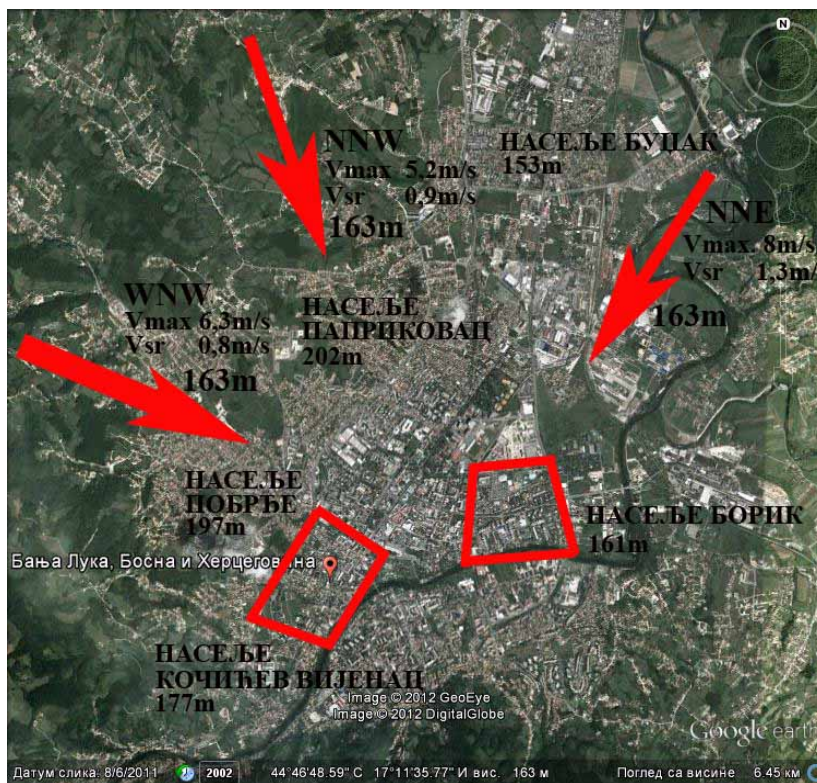 N
NNW
Vmax 5,2m/s
Vsr 0,9m/s
163m
НАСЕЉЕ БУЏАК
153m
NNE
Vmax. 8m/s
Vsr 1,3m/
163m
WNW
Vmax 6,3m/s
Vsr 0,8m/s
163m
НАСЕЉЕ
ПАПРИКОВАЦ
202m
НАСЕЉЕ
ПОБРЂЕ
197m
НАСЕЉЕ БОРИК
161m
Бања Лука, Босна и Херцеговина
НАСЕЉЕ
КОЧИЋЕВ ВИЈЕНАЦ
177m
Image © 2012 GeoEye
Image © 2012 DigitalGlobe
Google earth
Датум слика: 8/6/2011 2002 44°46'48.59" С 17°11'35.77" И вис. 163 м Поглед са висине 6.45 км